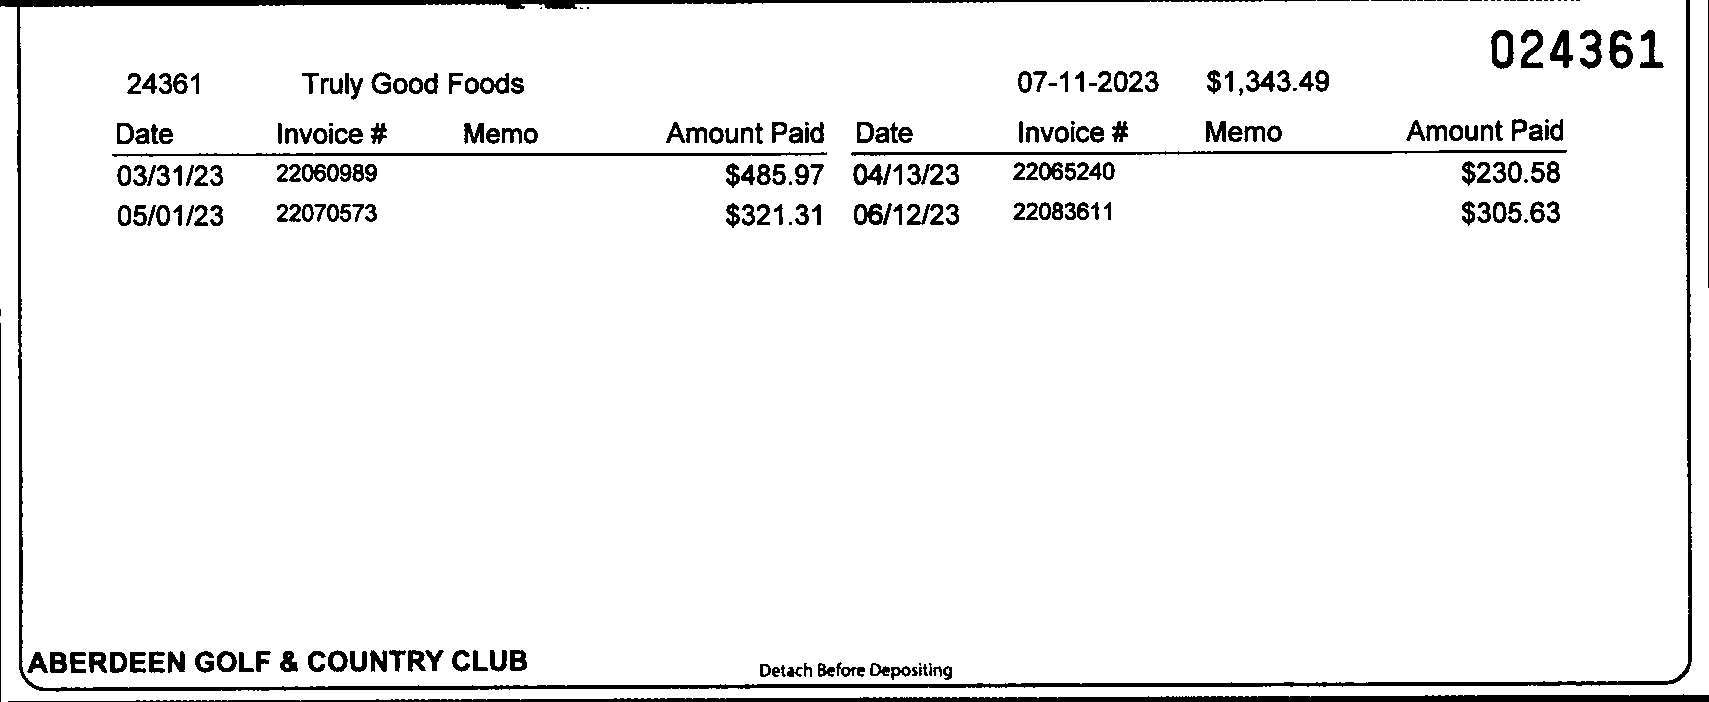 024361
24361 Truly Good Foods 07-11-2023 $1,343.49
Date Invoice # Memo Amount Paid Date Invoice # Memo Amount Paid
03/31/23 22060989 $485.97 04/13/23 22065240 $230.58
05/01/23 22070573 $321.31 06/12/23 22083611 $305.63
ABERDEEN GOLF & COUNTRY CLUB
Detach Before Depositing